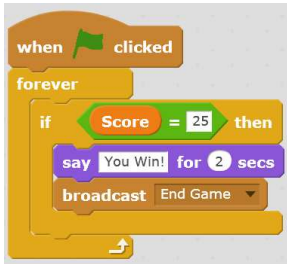 when clicked
forever
if Score = 25 then
say You Win! for 2 secs
broadcast End Game